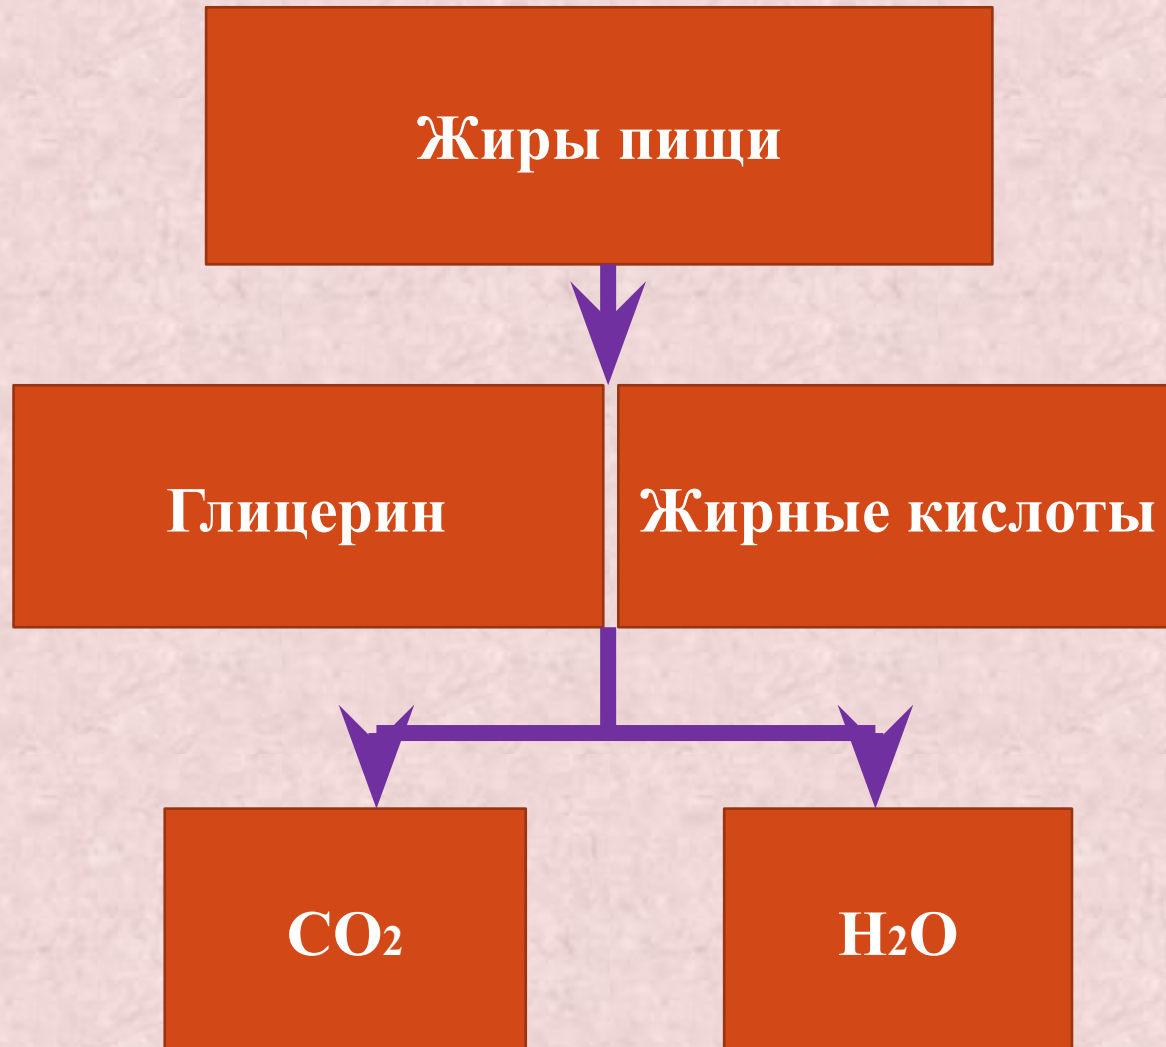 Жиры пищи
Глицерин
Жирные кислоты
CO₂
H₂O